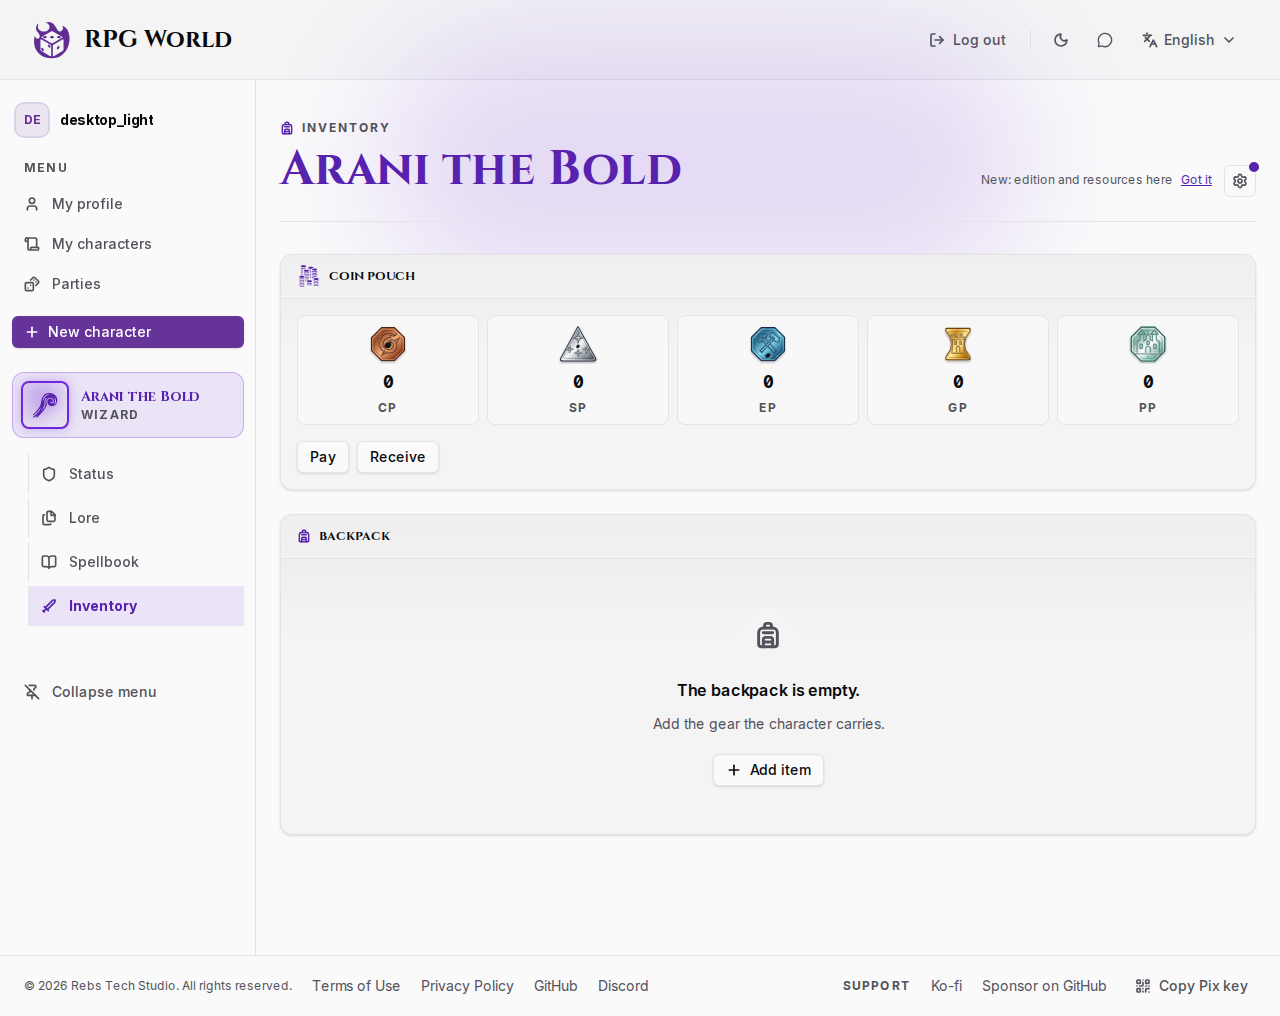 RPG World
Log out
English
DE
desktop_light
MENU
My profile
My characters
Parties
New character
Arani the Bold
WIZARD
Status
Lore
Spellbook
Inventory
Collapse menu
INVENTORY
Arani the Bold
New: edition and resources here Got it
Coin Pouch
0
CP
0
SP
0
EP
0
GP
0
PP
Pay
Receive
Backpack
The backpack is empty.
Add the gear the character carries.
Add item
© 2026 Rebs Tech Studio. All rights reserved.
Terms of Use
Privacy Policy
GitHub
Discord
SUPPORT
Ko-fi
Sponsor on GitHub
Copy Pix key